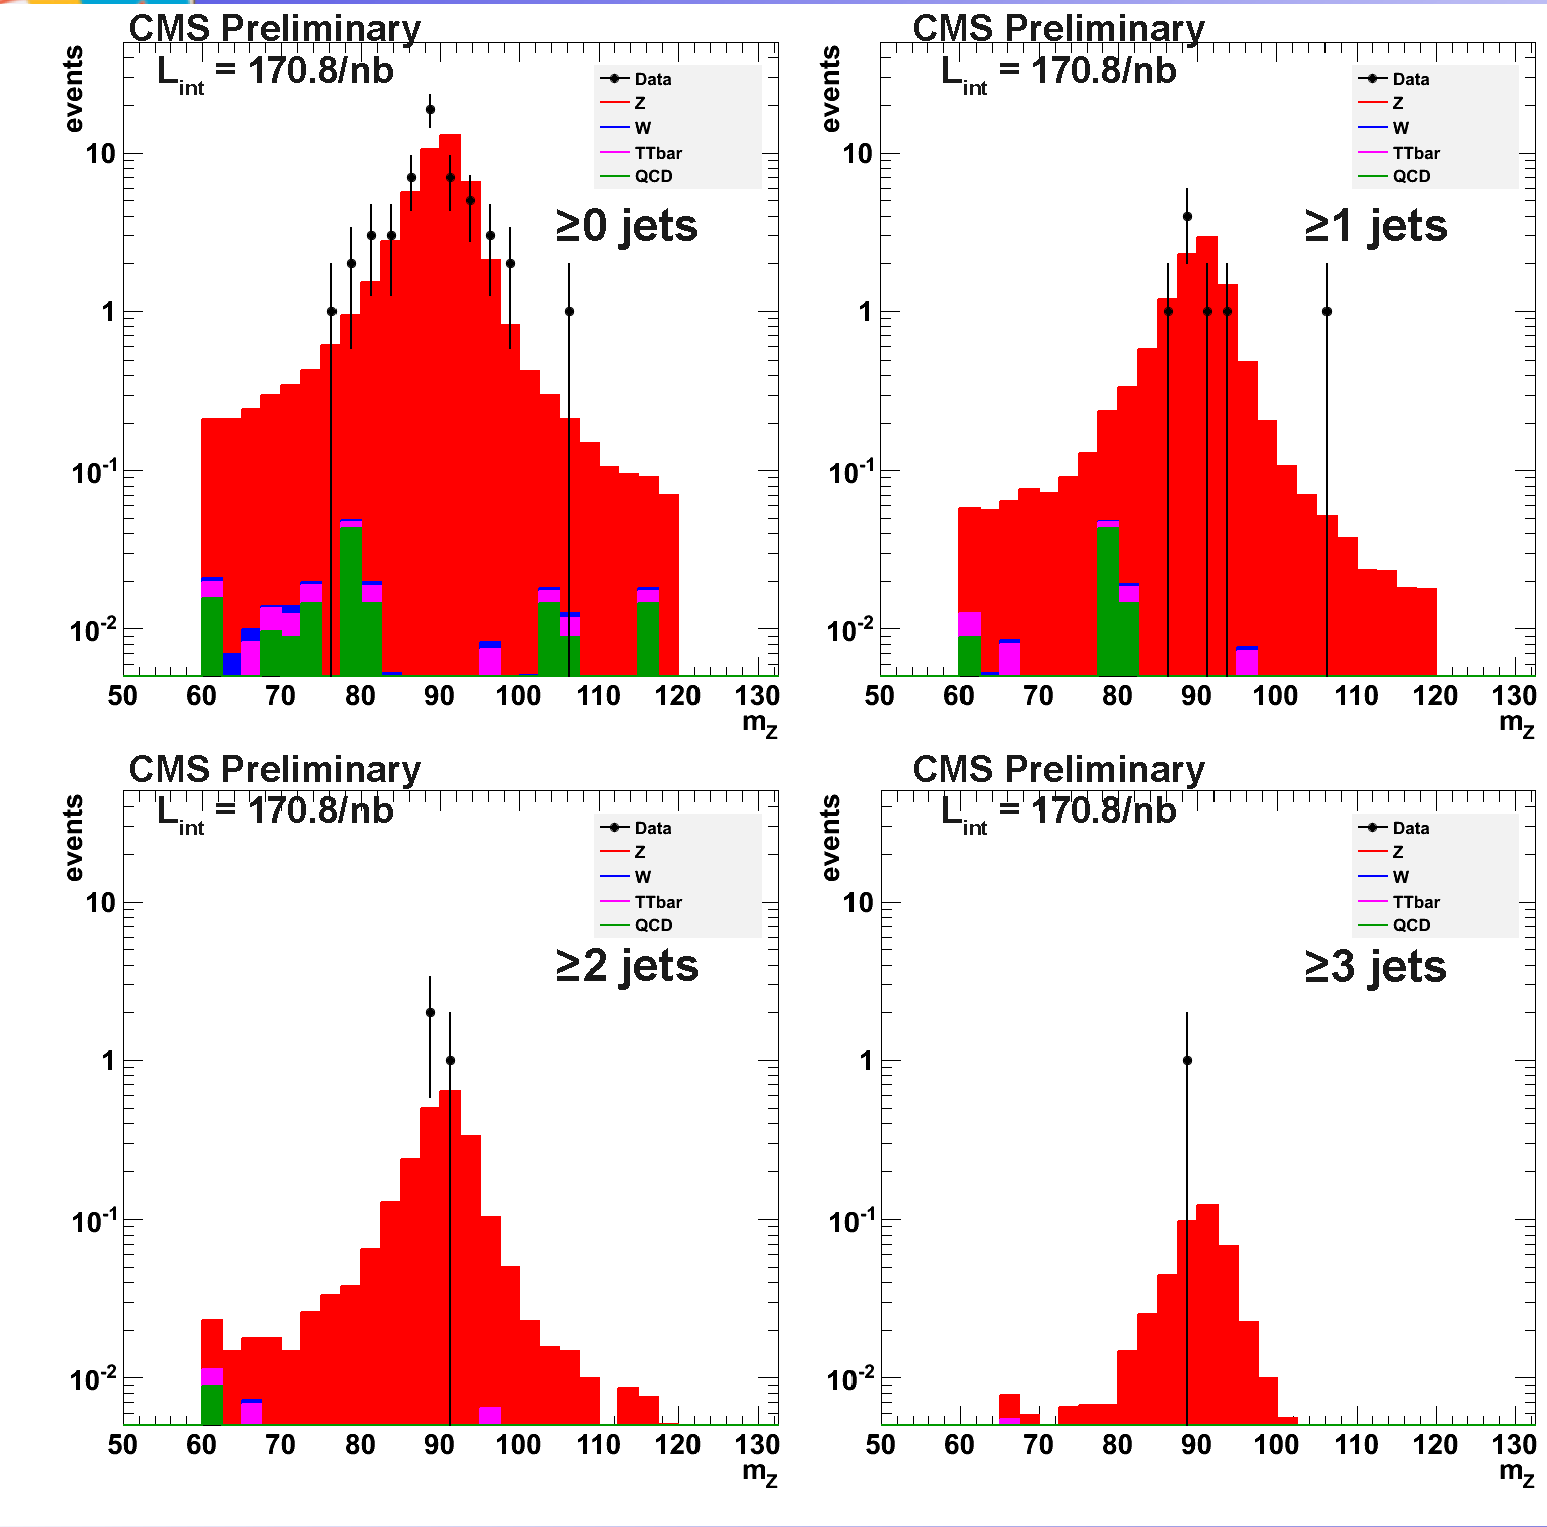 CMS Preliminary
L_int = 170.8/nb
events
Data
Z
W
TTbar
QCD
≥0 jets
10
1
10^-1
10^-2
50 60 70 80 90 100 110 120 130
m_Z
CMS Preliminary
L_int = 170.8/nb
events
Data
Z
W
TTbar
QCD
≥1 jets
10
1
10^-1
10^-2
50 60 70 80 90 100 110 120 130
m_Z
CMS Preliminary
L_int = 170.8/nb
events
Data
Z
W
TTbar
QCD
≥2 jets
10
1
10^-1
10^-2
50 60 70 80 90 100 110 120 130
m_Z
CMS Preliminary
L_int = 170.8/nb
events
Data
Z
W
TTbar
QCD
≥3 jets
10
1
10^-1
10^-2
50 60 70 80 90 100 110 120 130
m_Z